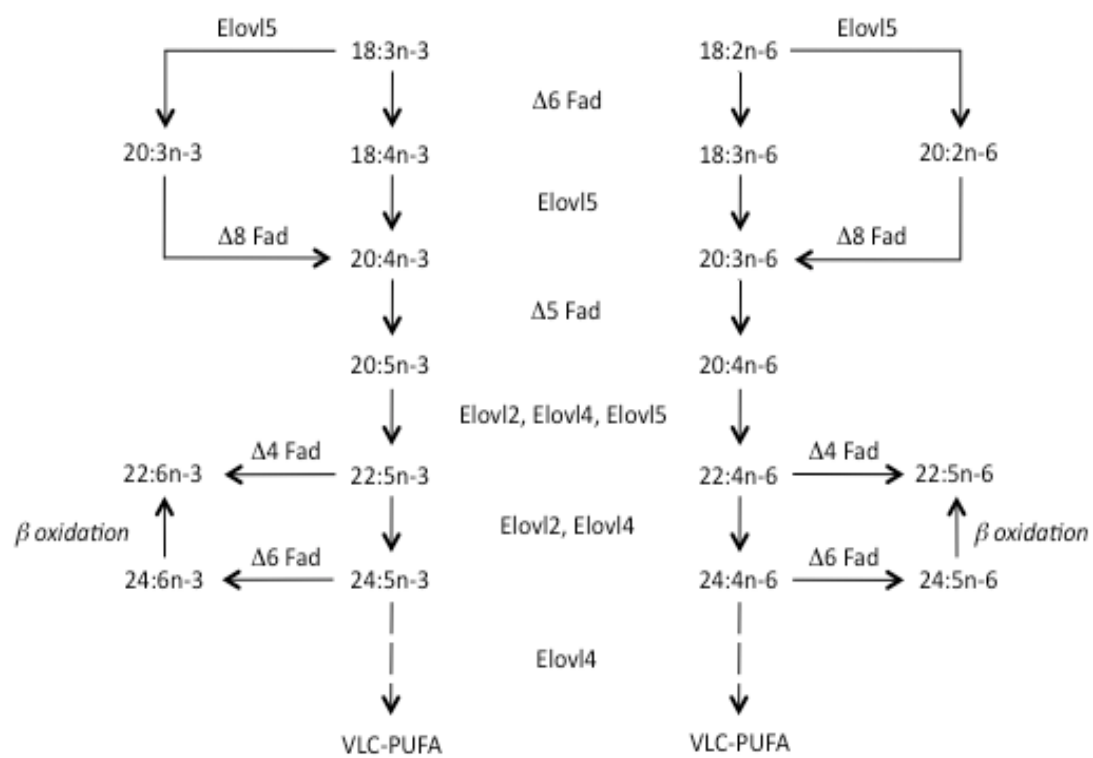 Elovl5 Elovl5
18:3n-3 18:2n-6
Δ6 Fad
20:3n-3 18:4n-3 18:3n-6 20:2n-6
Elovl5
Δ8 Fad Δ8 Fad
20:4n-3 20:3n-6
Δ5 Fad
20:5n-3 20:4n-6
Elovl2, Elovl4, Elovl5
Δ4 Fad Δ4 Fad
22:6n-3 22:5n-3 22:4n-6 22:5n-6
β oxidation Elovl2, Elovl4 β oxidation
Δ6 Fad Δ6 Fad
24:6n-3 24:5n-3 24:4n-6 24:5n-6
Elovl4
VLC-PUFA VLC-PUFA